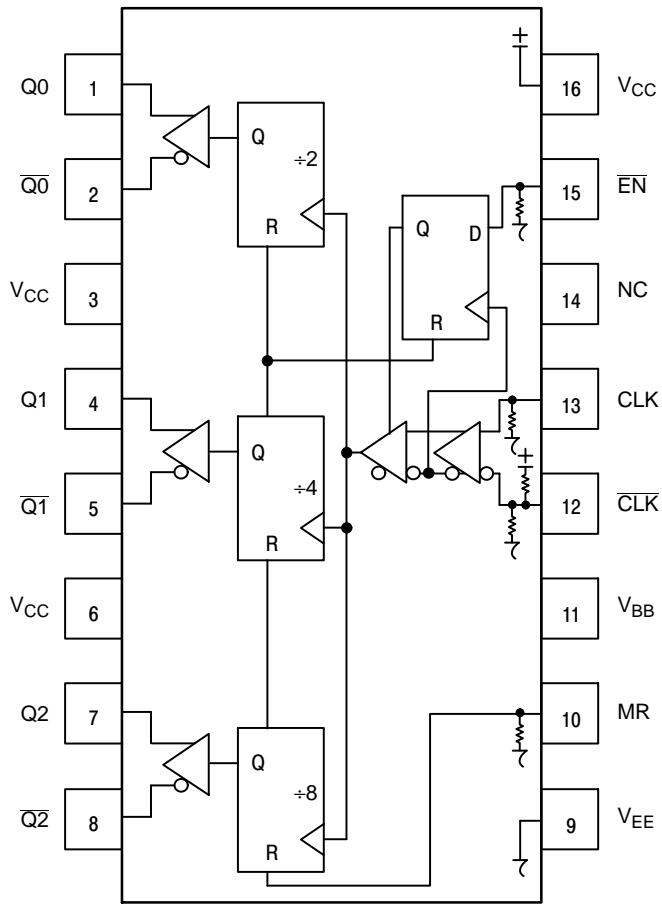 Q0 1
Q0 2
VCC 3
Q1 4
Q1 5
VCC 6
Q2 7
Q2 8
Q ÷2
R
Q ÷4
R
Q ÷8
R
Q D
R
16 VCC
15 EN
14 NC
13 CLK
12 CLK
11 VBB
10 MR
9 VEE